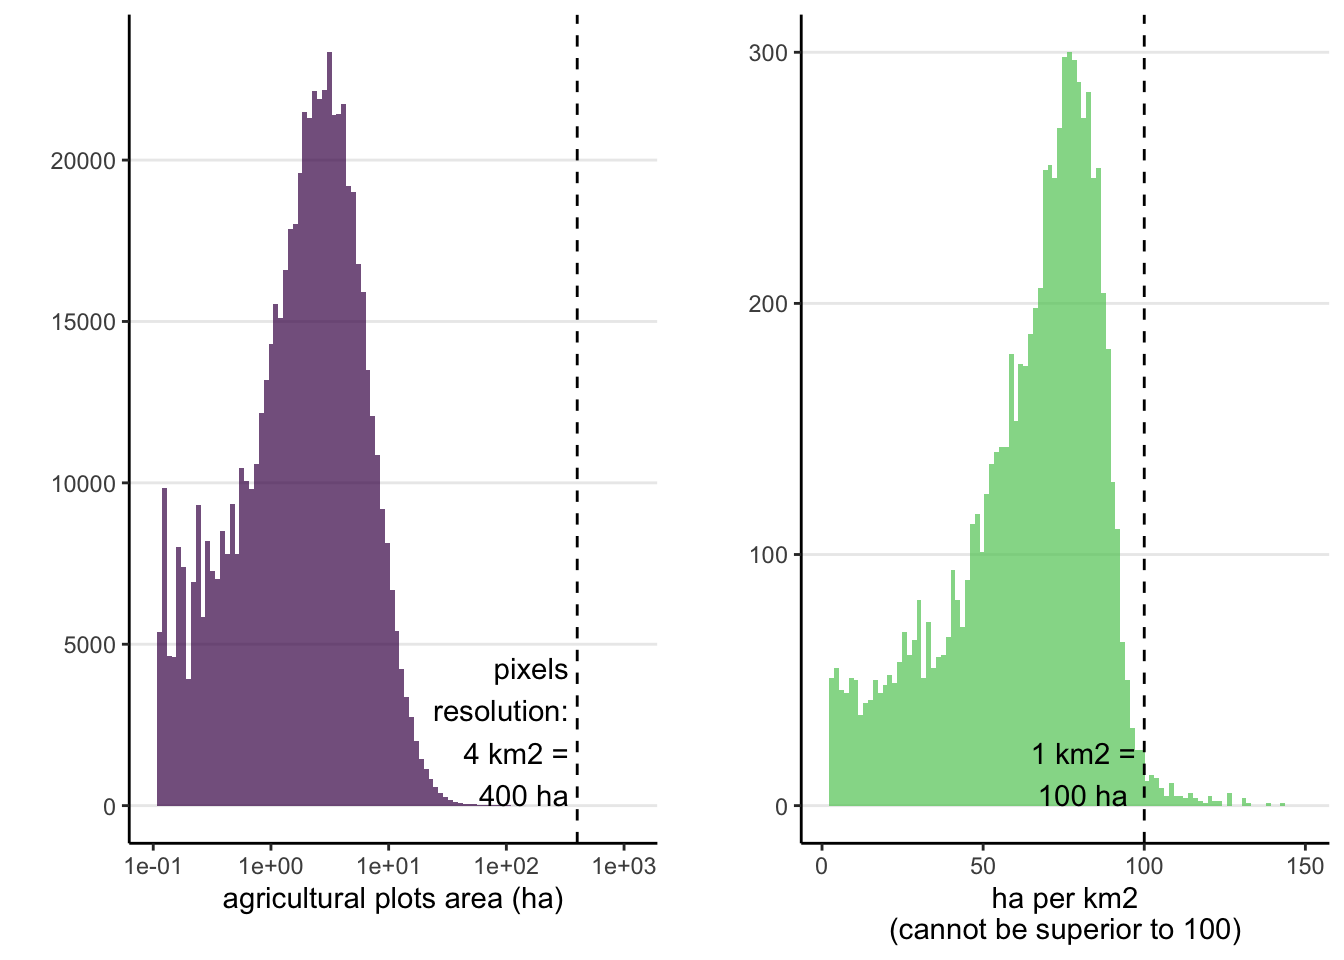 20000
15000
10000
5000
0
pixels
resolution:
4 km2 =
400 ha
1e-01 1e+00 1e+01 1e+02 1e+03
agricultural plots area (ha)
300
200
100
0
1 km2 =
100 ha
0 50 100 150
ha per km2
(cannot be superior to 100)